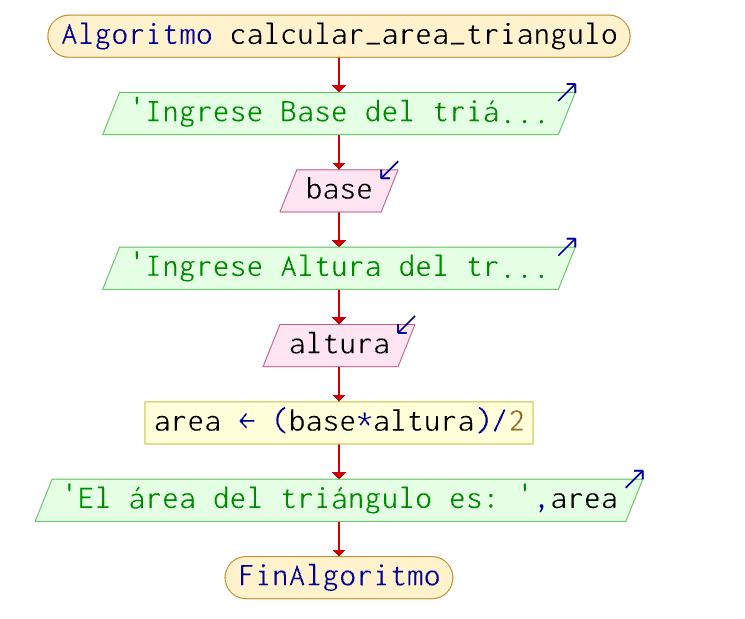 Algoritmo calcular_area_triangulo
'Ingrese Base del triá...
base
'Ingrese Altura del tr...
altura
area ← (base*altura)/2
'El área del triángulo es: ',area
FinAlgoritmo